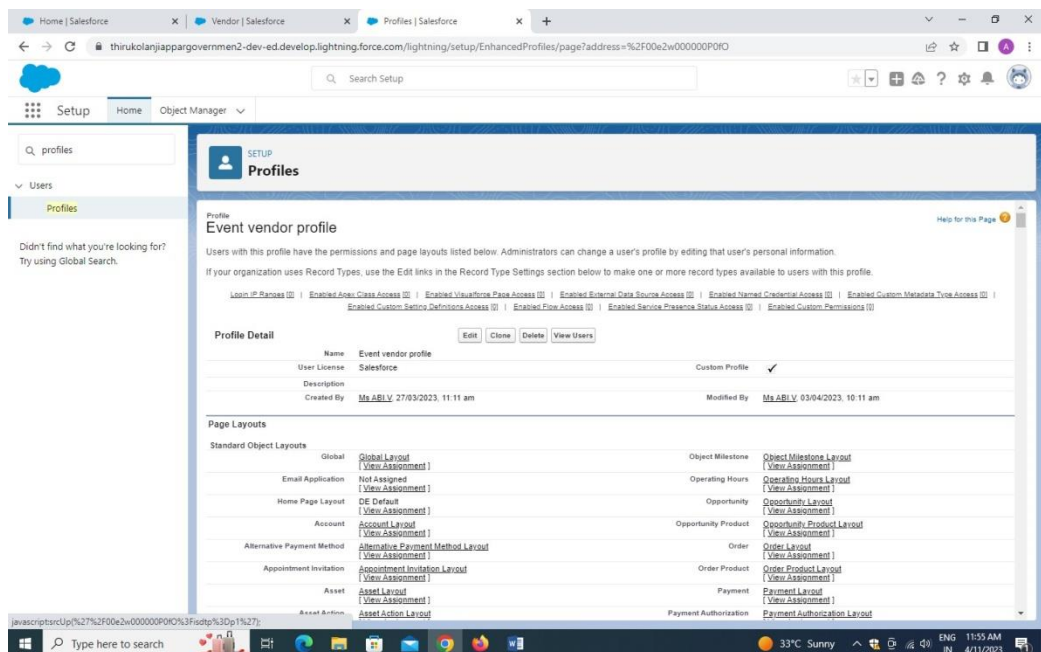 Home | Salesforce
Vendor | Salesforce
Profiles | Salesforce
thirukolanjiappargovernmen2-dev-ed.develop.lightning.force.com/lightning/setup/EnhancedProfiles/page?address=%2F00e2w000000P0fO
A
Search Setup
Setup
Home
Object Manager
profiles
Users
Profiles
Didn't find what you're looking for?
Try using Global Search.
SETUP
Profiles
Profile
Event vendor profile
Help for this Page
Users with this profile have the permissions and page layouts listed below. Administrators can change a user's profile by editing that user's personal information.
If your organization uses Record Types, use the Edit links in the Record Type Settings section below to make one or more record types available to users with this profile.
Login IP Ranges [0] | Enabled Apex Class Access [0] | Enabled Visualforce Page Access [0] | Enabled External Data Source Access [0] | Enabled Named Credential Access [0] | Enabled Custom Metadata Type Access [0] |
Enabled Custom Setting Definitions Access [0] | Enabled Flow Access [0] | Enabled Service Presence Status Access [0] | Enabled Custom Permissions [0]
Profile Detail Edit Clone Delete View Users
Name Event vendor profile
User License Salesforce Custom Profile ✓
Description
Created By Ms ABI.V, 27/03/2023, 11:11 am Modified By Ms ABI.V, 03/04/2023, 10:11 am
Page Layouts
Standard Object Layouts
Global Global Layout Object Milestone Object Milestone Layout
[ View Assignment ] [ View Assignment ]
Email Application Not Assigned Operating Hours Operating Hours Layout
[ View Assignment ] [ View Assignment ]
Home Page Layout DE Default Opportunity Opportunity Layout
[ View Assignment ] [ View Assignment ]
Account Account Layout Opportunity Product Opportunity Product Layout
[ View Assignment ] [ View Assignment ]
Alternative Payment Method Alternative Payment Method Layout Order Order Layout
[ View Assignment ] [ View Assignment ]
Appointment Invitation Appointment Invitation Layout Order Product Order Product Layout
[ View Assignment ] [ View Assignment ]
Asset Asset Layout Payment Payment Layout
[ View Assignment ] [ View Assignment ]
Asset Action Asset Action Layout Payment Authorization Payment Authorization Layout
javascript:srcUp(%27%2F00e2w000000P0fO%3Fisdtp%3Dp1%27);
Type here to search
33°C Sunny
ENG 11:55 AM
IN 4/11/2023